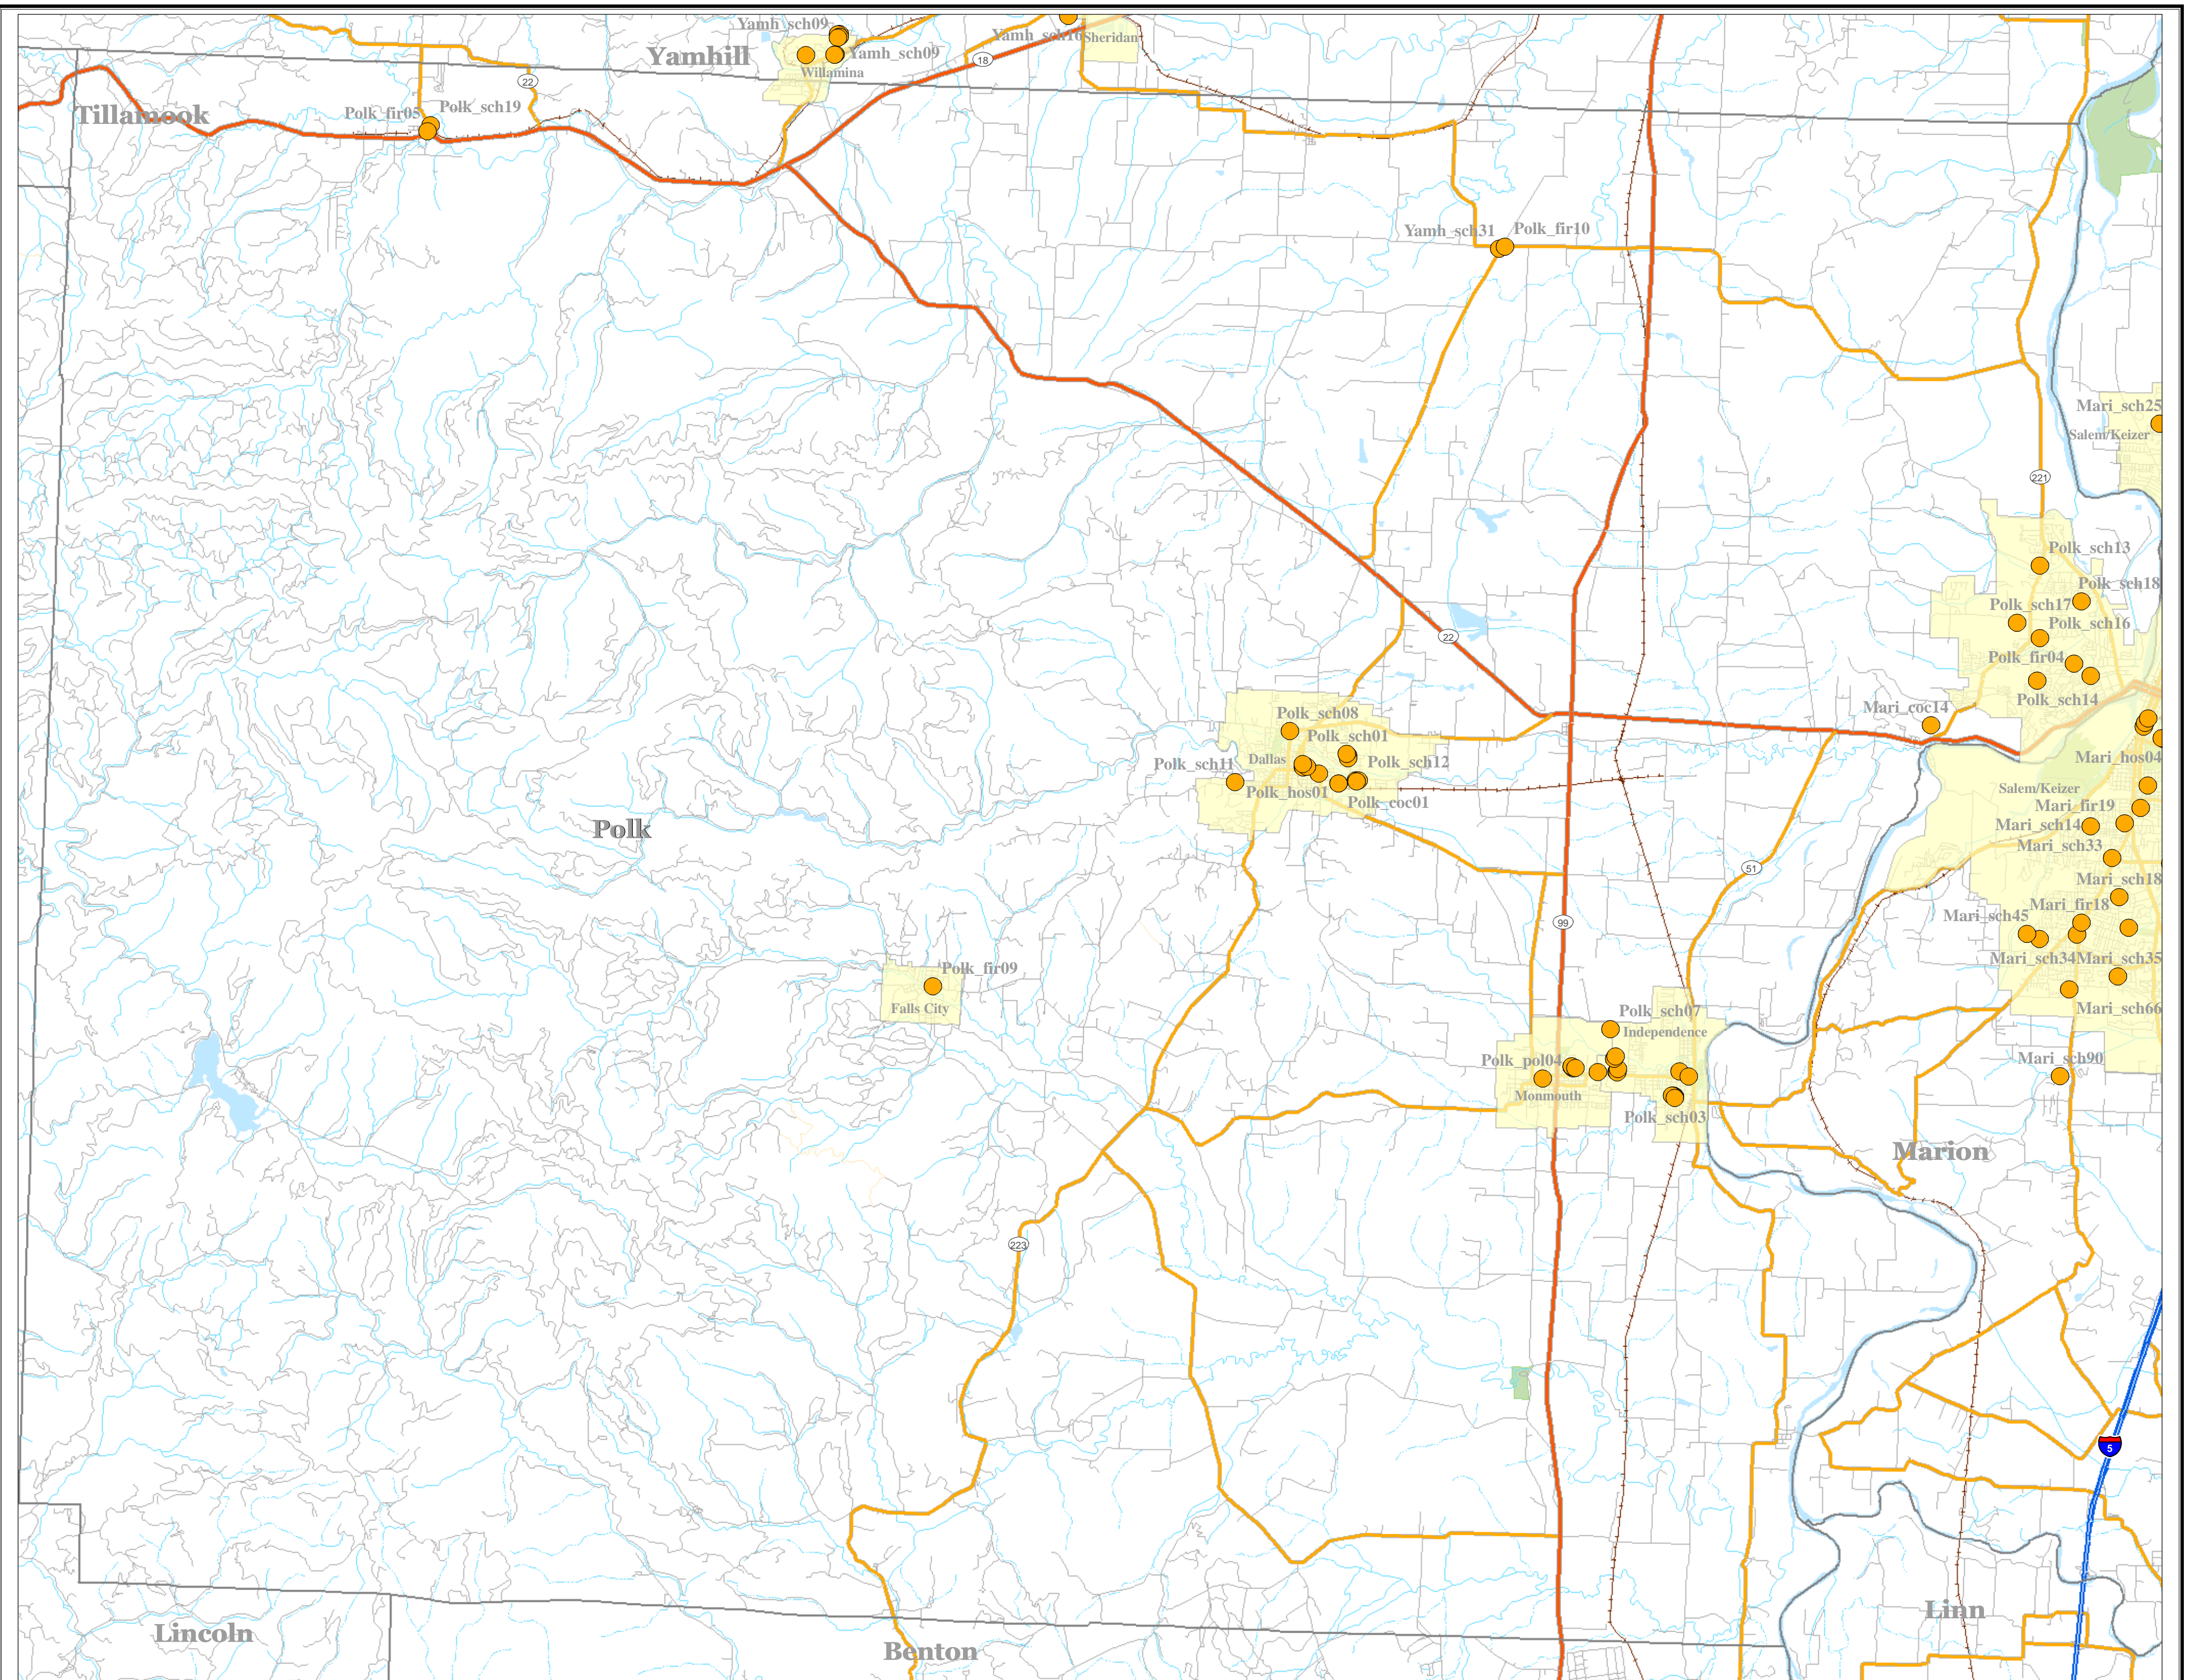 Yamh_sch09
Yamhill
Yamh_sch09
Willamina
Yamh_sch16
Sheridan
18
22
Tillamook
Polk_fir05
Polk_sch19
Yamh_sch31
Polk_fir10
Mari_sch25
Salem/Keizer
221
Polk_sch13
Polk_sch18
Polk_sch17
Polk_sch16
22
Polk_fir04
Polk_sch14
Mari_coc14
Polk_sch08
Polk_sch01
Dallas
Polk_sch11
Polk_sch12
Polk_hos01
Polk_coc01
Mari_hos04
Salem/Keizer
Mari_fir19
Mari_sch14
Mari_sch33
Polk
51
Mari_sch18
Mari_fir18
Mari_sch45
99
Mari_sch34
Mari_sch35
Polk_fir09
Falls City
Mari_sch66
Polk_sch07
Independence
Polk_pol04
Monmouth
Polk_sch03
Mari_sch90
Marion
223
5
Linn
Lincoln
Benton